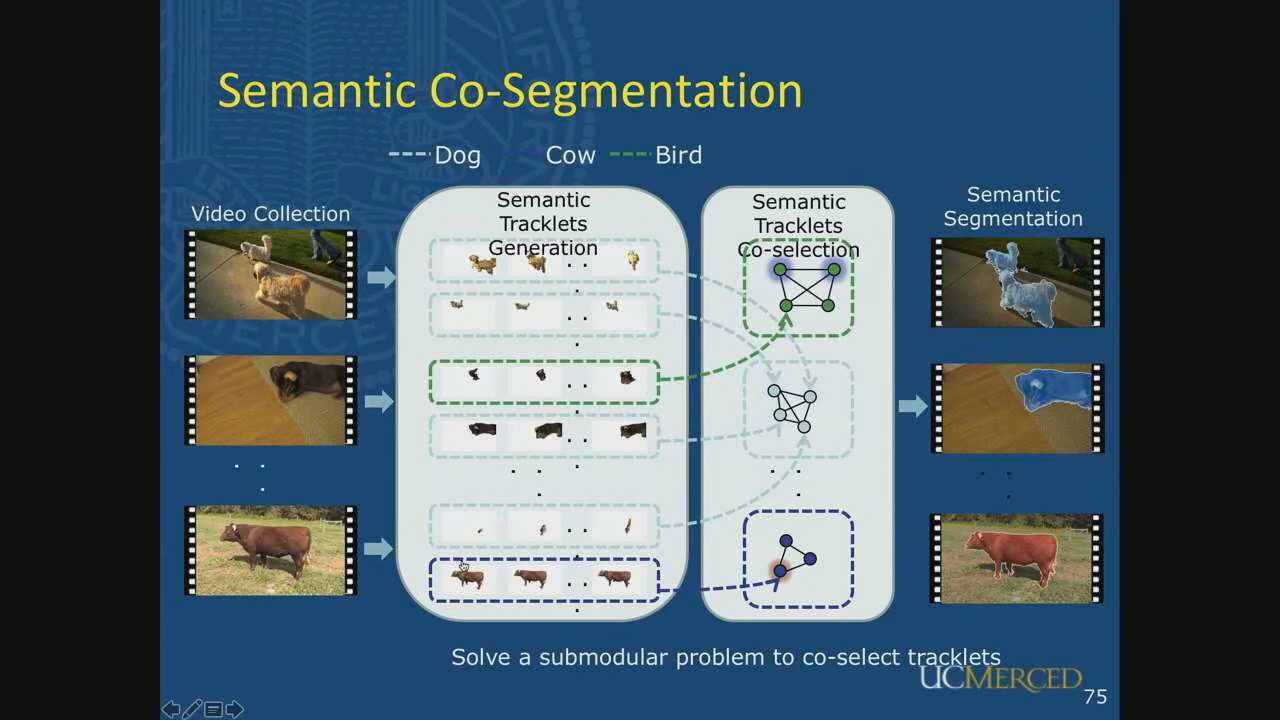 Semantic Co-Segmentation
Dog Cow Bird
Video Collection
Semantic
Tracklets
Generation
Semantic
Tracklets
Co-selection
Semantic
Segmentation
Solve a submodular problem to co-select tracklets
UCMERCED
75